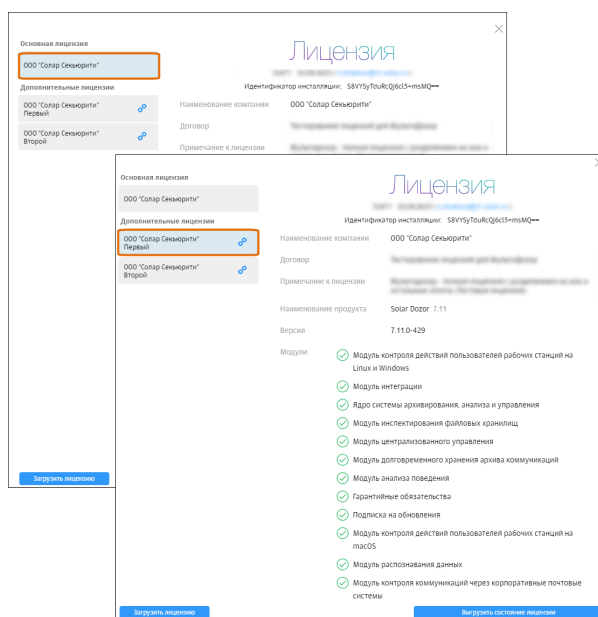 Основная лицензия
ООО "Солар Секьюрити"
Дополнительные лицензии
ООО "Солар Секьюрити"
Первый
ООО "Солар Секьюрити"
Второй
Загрузить лицензию
Лицензия
Идентификатор инсталляции: S8VYSyTduRcQj6cl5+msMQ==
Наименование компании ООО "Солар Секьюрити"
Договор
Примечание к лицензии
Основная лицензия
ООО "Солар Секьюрити"
Дополнительные лицензии
ООО "Солар Секьюрити"
Первый
ООО "Солар Секьюрити"
Второй
Загрузить лицензию
Лицензия
Идентификатор инсталляции: S8VYSyTduRcQj6cl5+msMQ==
Наименование компании ООО "Солар Секьюрити"
Договор
Примечание к лицензии
Наименование продукта Solar Dozor 7.11
Версия 7.11.0-429
Модули
Модуль контроля действий пользователей рабочих станций на
Linux и Windows
Модуль интеграции
Ядро системы архивирования, анализа и управления
Модуль инспектирования файловых хранилищ
Модуль централизованного управления
Модуль долговременного хранения архива коммуникаций
Модуль анализа поведения
Гарантийные обязательства
Подписка на обновления
Модуль контроля действий пользователей рабочих станций на
macOS
Модуль распознавания данных
Модуль контроля коммуникаций через корпоративные почтовые
системы
Выгрузить состояние лицензии